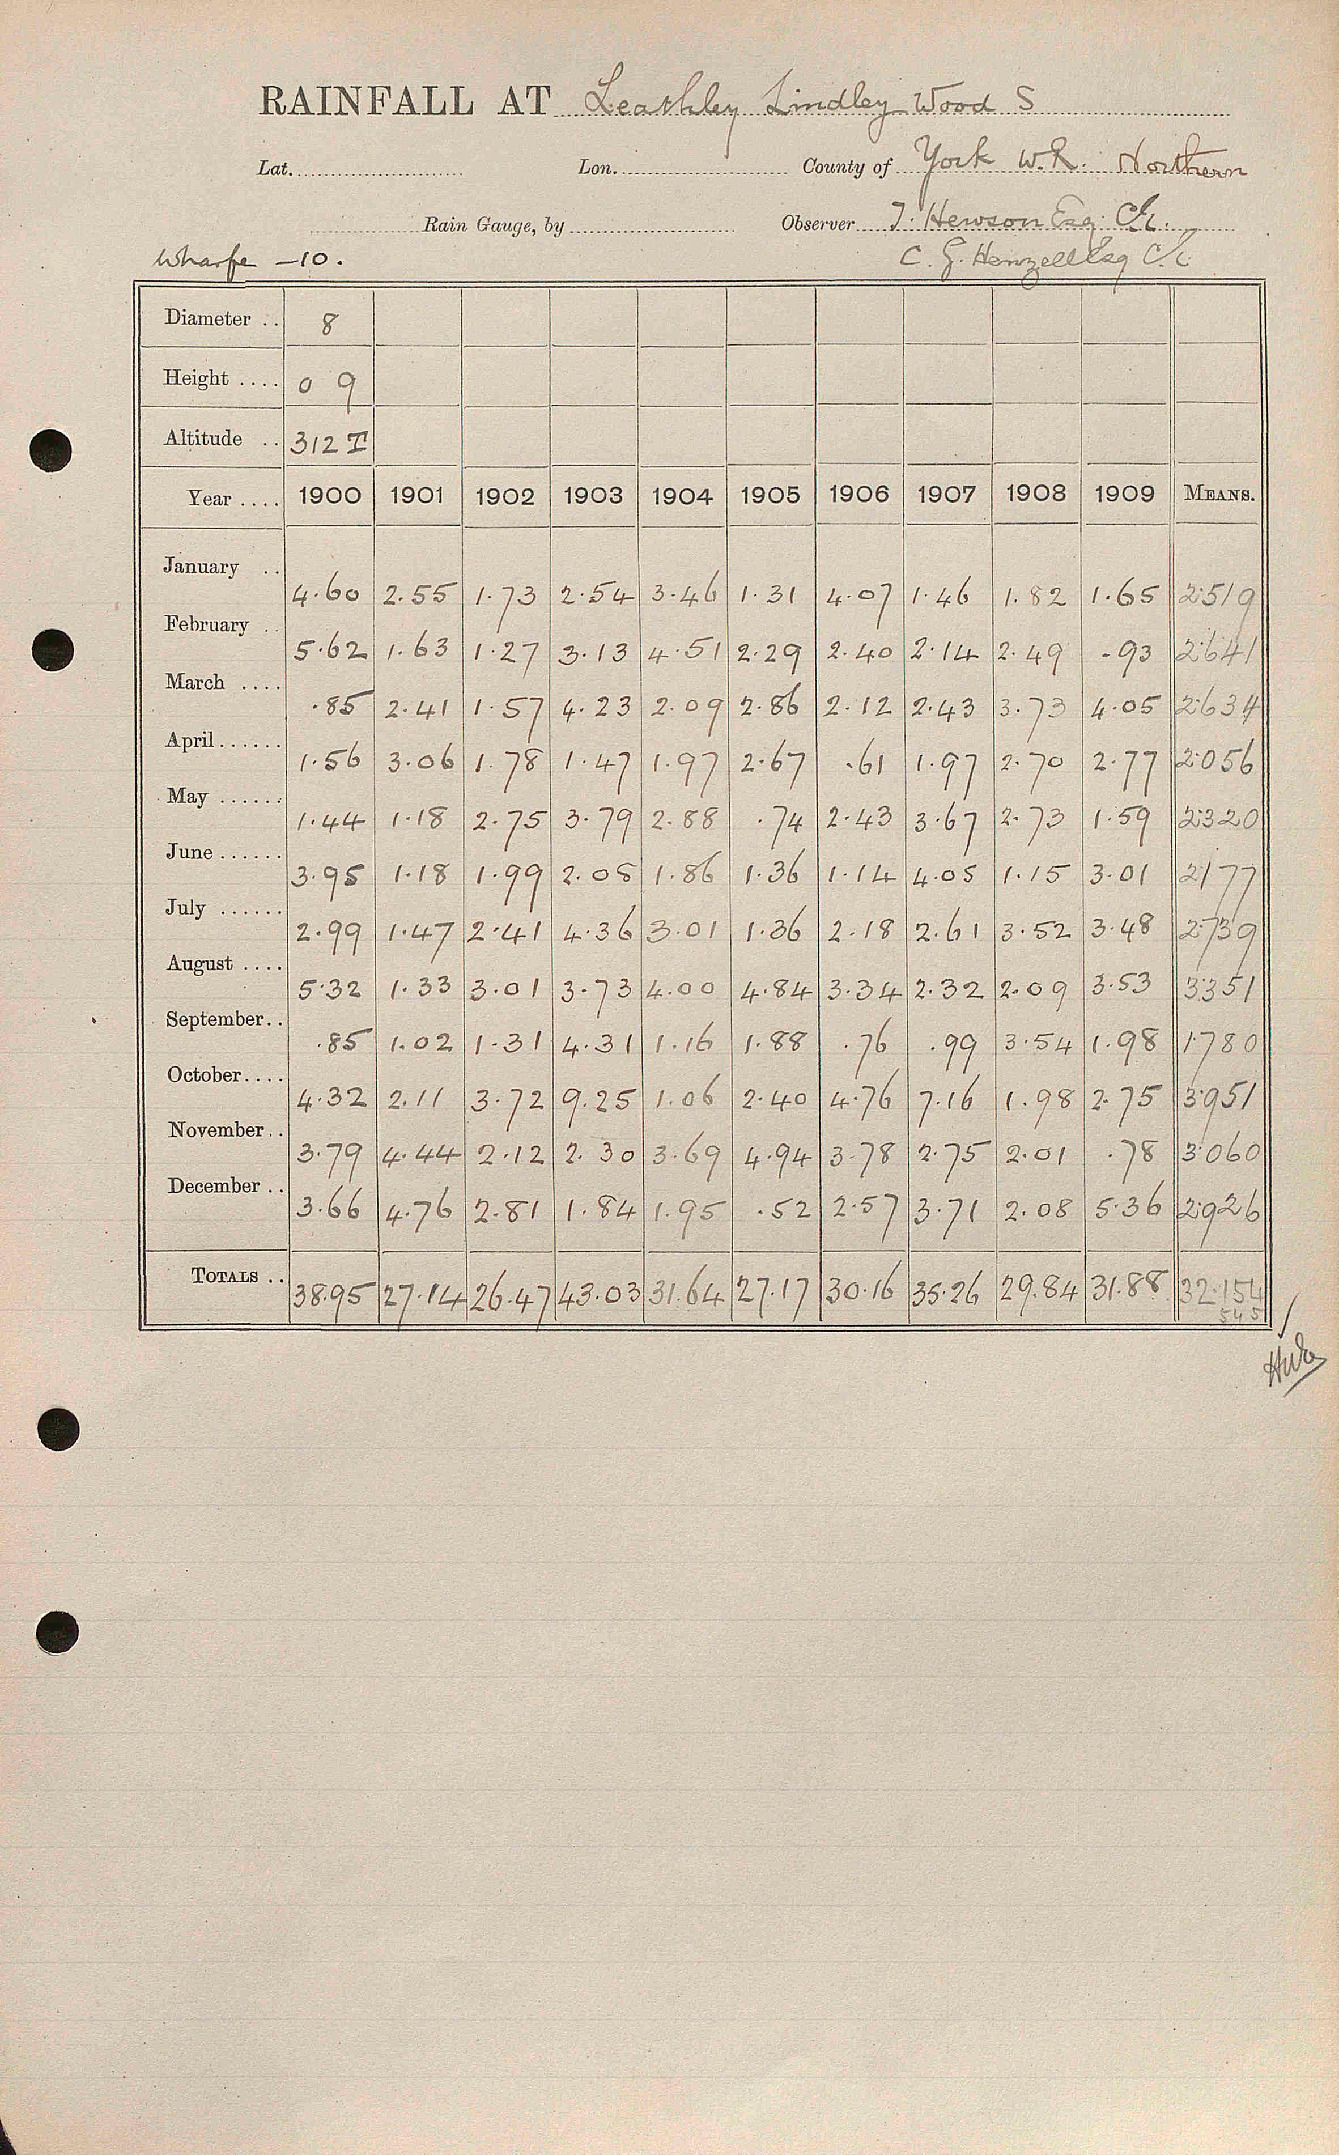 RAINFALL AT Leathley Lindley Wood S
Lat. Lon. County of York W.R. Northern
Rain Gauge, by Observer T. Hewson Esq C/E.
Wharfe -10. C. G. Henzell Esq C/E
Diameter .. 8
Height .... 0 9
Altitude .. 312 T
Year .... 1900 1901 1902 1903 1904 1905 1906 1907 1908 1909 MEANS.
January .. 4.60 2.55 1.73 2.54 3.46 1.31 4.07 1.46 1.82 1.65 2.519
February .. 5.62 1.63 1.27 3.13 4.51 2.29 2.40 2.14 2.49 .93 2.641
March .... .85 2.41 1.57 4.23 2.09 2.86 2.12 2.43 3.73 4.05 2.634
April...... 1.56 3.06 1.78 1.47 1.97 2.67 .61 1.97 2.70 2.77 2.056
May ...... 1.44 1.18 2.75 3.79 2.88 .74 2.43 3.67 2.73 1.59 2.320
June ...... 3.95 1.18 1.99 2.08 1.86 1.36 1.14 4.05 1.15 3.01 2.177
July ...... 2.99 1.47 2.41 4.36 3.01 1.36 2.18 2.61 3.52 3.48 2.739
August .... 5.32 1.33 3.01 3.73 4.00 4.84 3.34 2.32 2.09 3.53 3.351
September.. .85 1.02 1.31 4.31 1.16 1.88 .76 .99 3.54 1.98 1.780
October.... 4.32 2.11 3.72 9.25 1.06 2.40 4.76 7.16 1.98 2.75 3.951
November .. 3.79 4.44 2.12 2.30 3.69 4.94 3.78 2.75 2.01 .78 3.060
December .. 3.66 4.76 2.81 1.84 1.95 .52 2.57 3.71 2.08 5.36 2.926
TOTALS .. 38.95 27.14 26.47 43.03 31.64 27.17 30.16 35.26 29.84 31.88 32.154
545